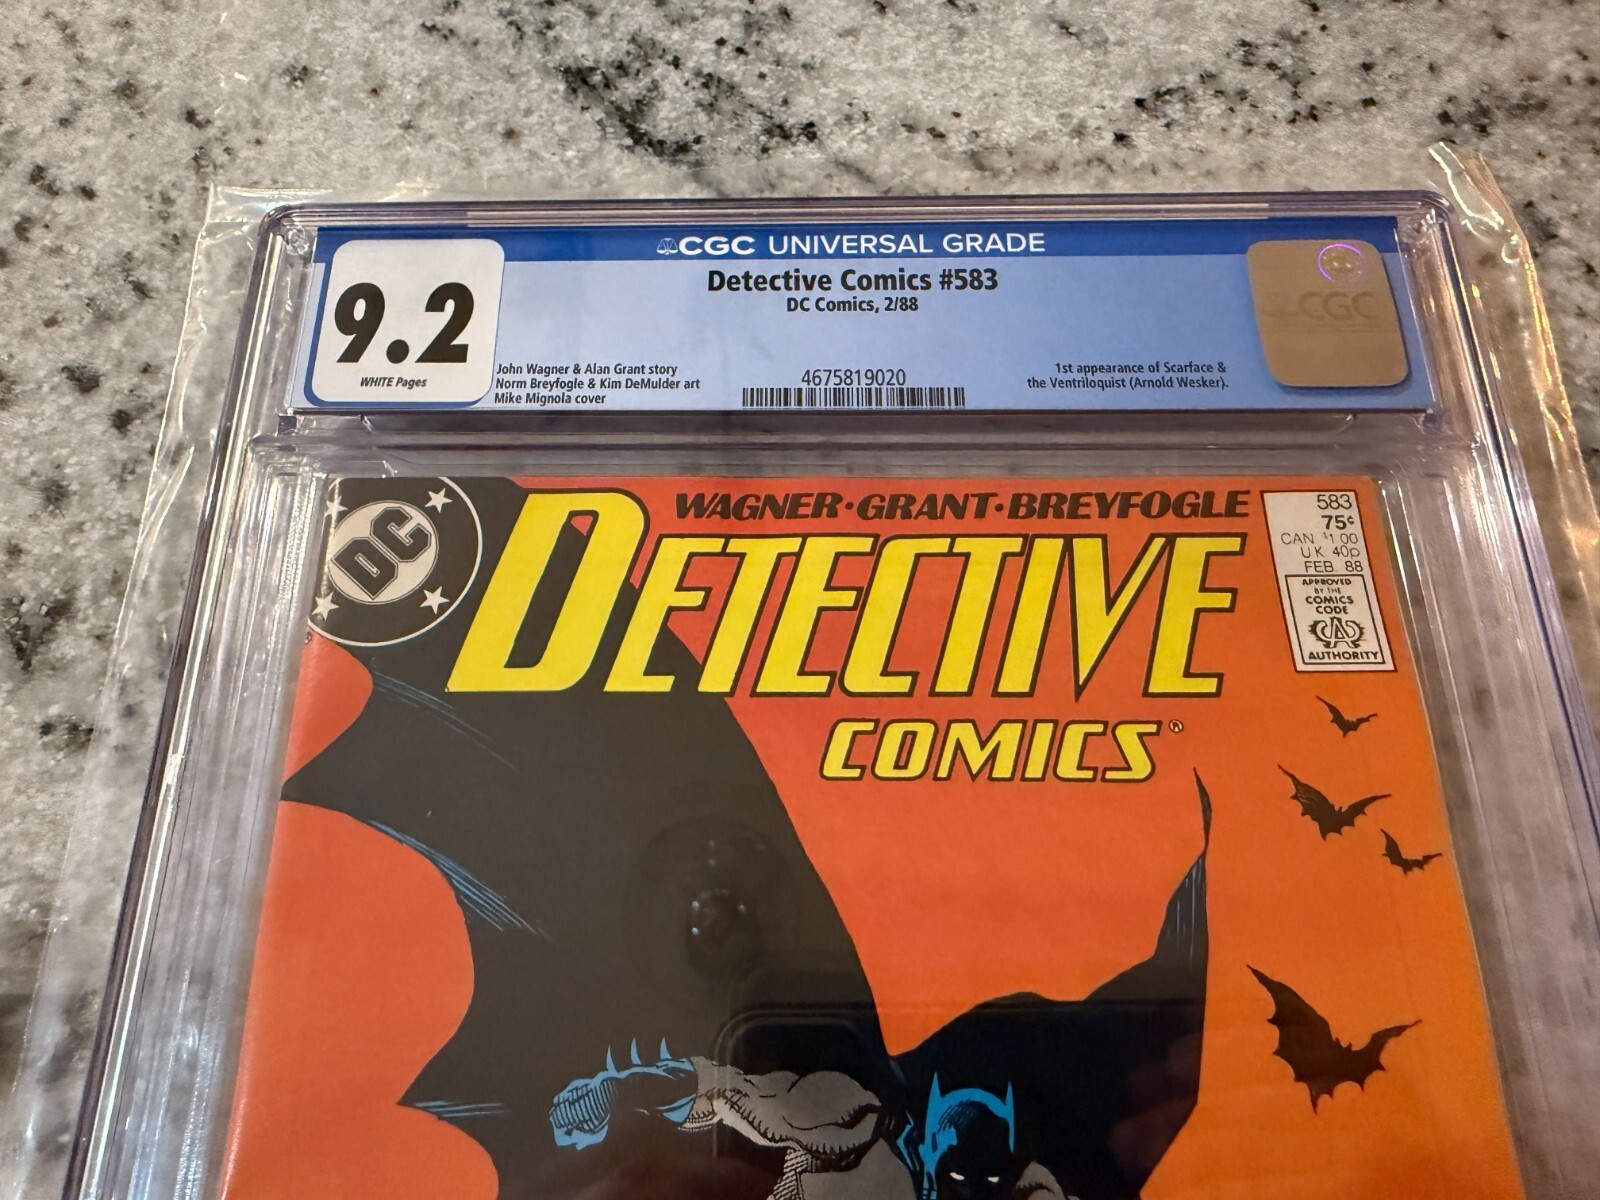 CGC UNIVERSAL GRADE
9.2
WHITE Pages
Detective Comics #583
DC Comics, 2/88
John Wagner & Alan Grant story
Norm Breyfogle & Kim DeMulder art
Mike Mignola cover
4675819020
1st appearance of Scarface &
the Ventriloquist (Arnold Wesker).
CGC
DC
WAGNER·GRANT·BREYFOGLE
DETECTIVE
COMICS®
583
75¢
CAN $1.00
U.K. 40p
FEB. 88
APPROVED
BY THE
COMICS
CODE
CA
AUTHORITY